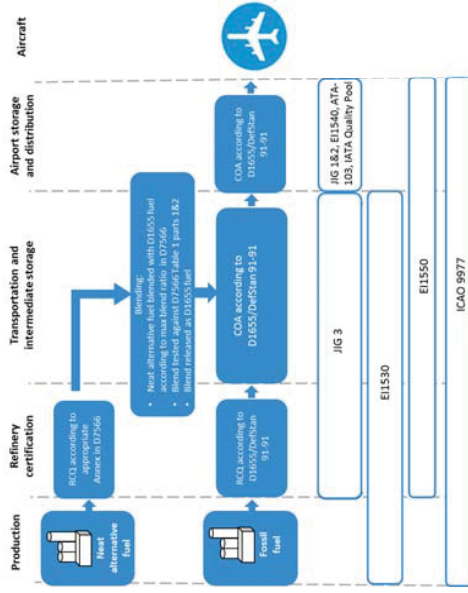 Production
Refinery
certification
Transportation and
intermediate storage
Airport storage
and distribution
Aircraft
Neat
alternative
fuel
RCQ according to
appropriate
Annex in D7566
Blending:
• Neat alternative fuel blended with D1655 fuel
according to max blend ratio in D7566
• Blend tested against D7566 Table 1 parts 1&2
• Blend released as D1655 fuel
Fossil
fuel
RCQ according to
D1655/DefStan
91-91
COA according to
D1655/DefStan 91-91
COA according to
D1655/DefStan
91-91
JIG 3
JIG 1&2, EI1540, ATA-
103, IATA Quality Pool
EI1530
EI1550
ICAO 9977